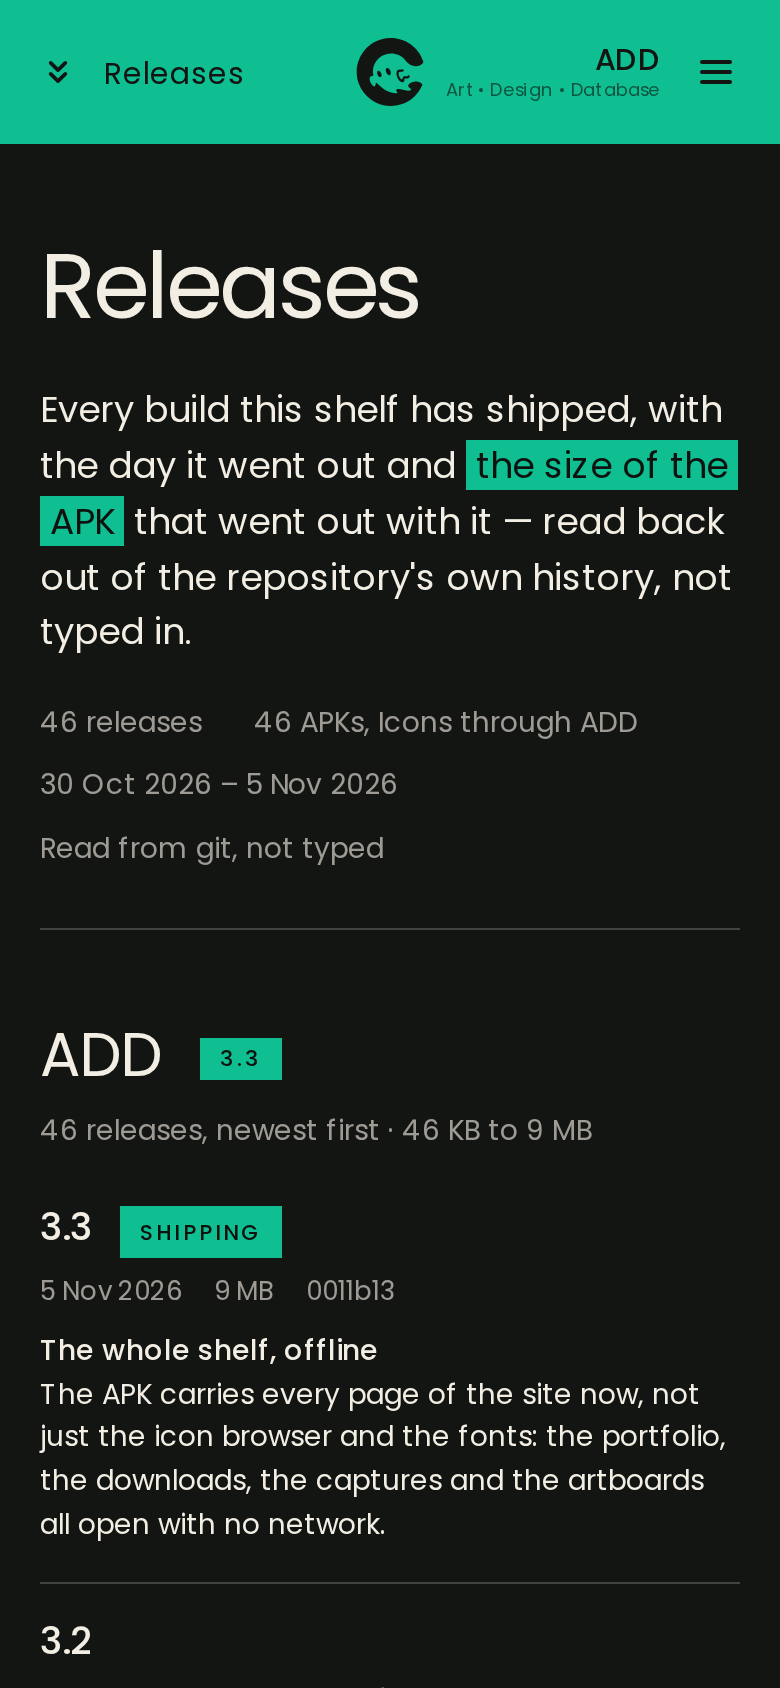 Releases
ADD
Art • Design • Database
Releases
Every build this shelf has shipped, with
the day it went out and the size of the
APK that went out with it — read back
out of the repository's own history, not
typed in.
46 releases 46 APKs, Icons through ADD
30 Oct 2026 – 5 Nov 2026
Read from git, not typed
ADD 3.3
46 releases, newest first · 46 KB to 9 MB
3.3 SHIPPING
5 Nov 2026 9 MB 0011b13
The whole shelf, offline
The APK carries every page of the site now, not
just the icon browser and the fonts: the portfolio,
the downloads, the captures and the artboards
all open with no network.
3.2